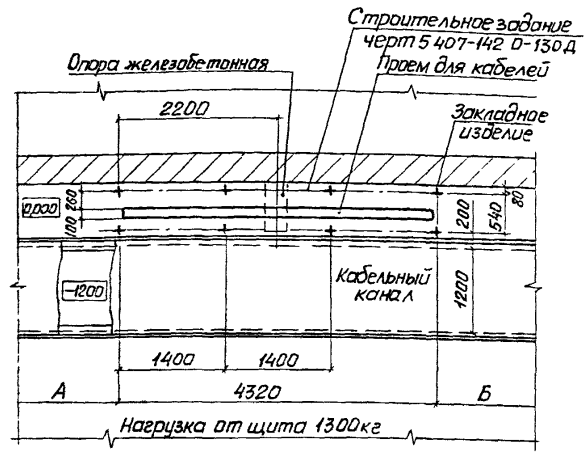 Строительное задание
черт 5 407-142 0-130Д
Опора железобетонная
Проем для кабелей
2200
Закладное
изделие
0,000
260
100
80
200
540
-1200
Кабельный
канал
1200
1400
1400
А
4320
Б
Нагрузка от щита 1300кг